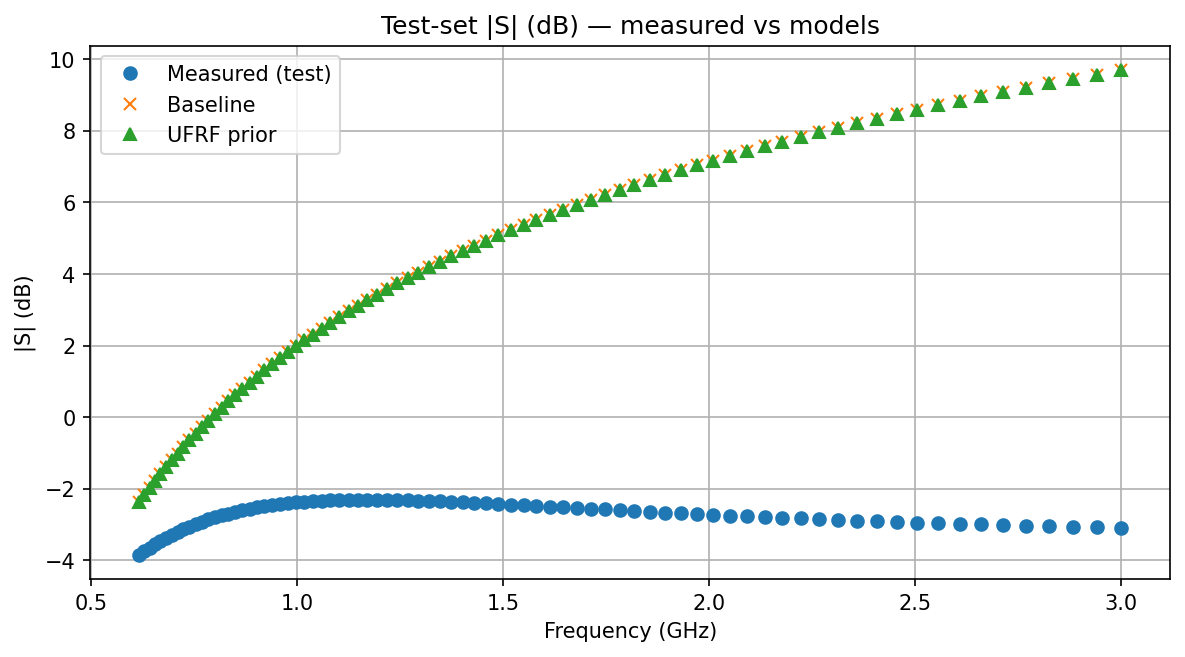 Test-set |S| (dB) — measured vs models
Measured (test)
Baseline
UFRF prior
10
8
6
4
2
0
−2
−4
|S| (dB)
0.5
1.0
1.5
2.0
2.5
3.0
Frequency (GHz)